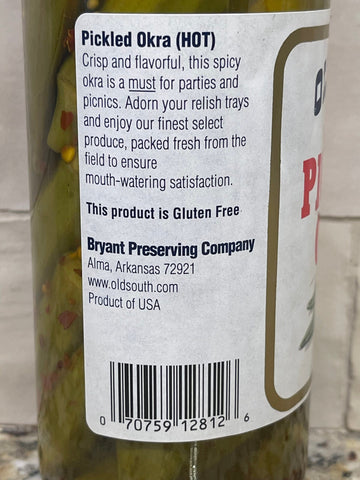 Pickled Okra (HOT)
Crisp and flavorful, this spicy
okra is a must for parties and
picnics. Adorn your relish trays
and enjoy our finest select
produce, packed fresh from the
field to ensure
mouth-watering satisfaction.
This product is Gluten Free
Bryant Preserving Company
Alma, Arkansas 72921
www.oldsouth.com
Product of USA
0 70759 12812 6